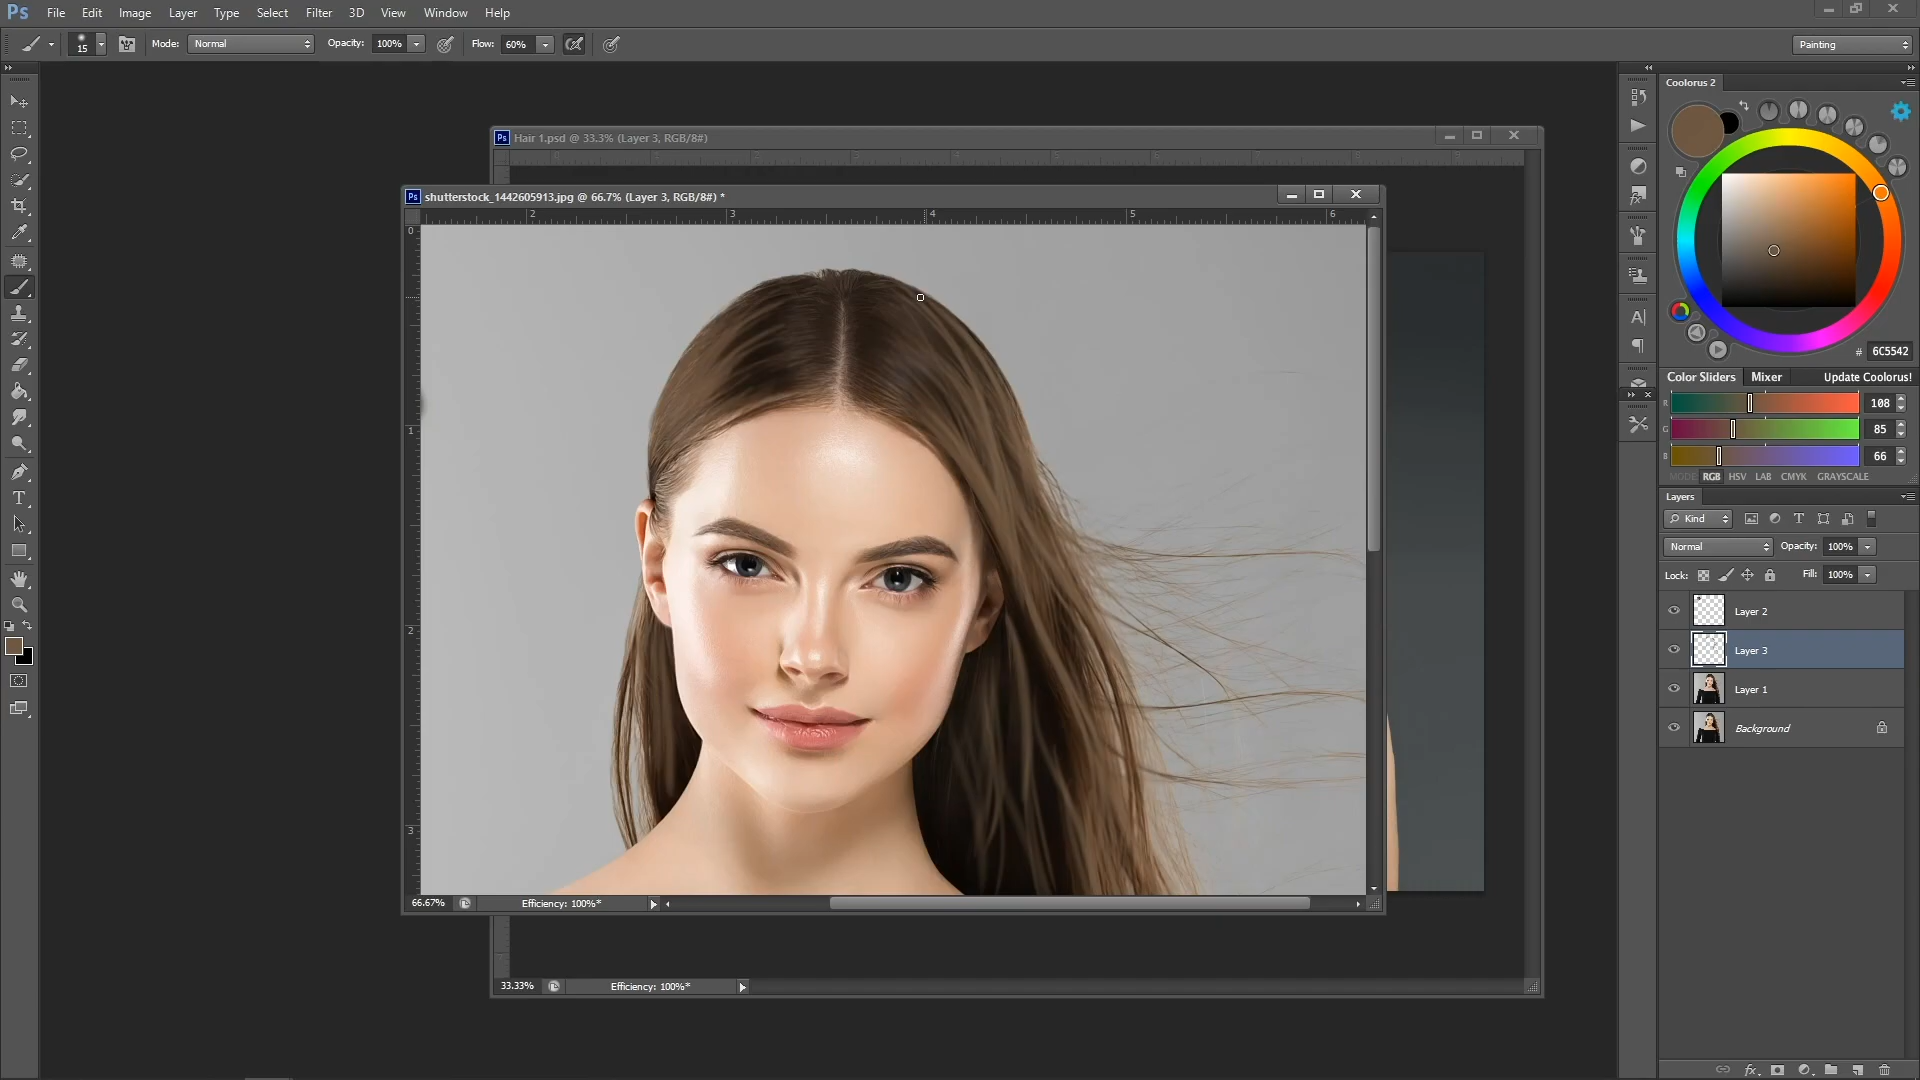 Ps File Edit Image Layer Type Select Filter 3D View Window Help
15 Mode: Normal Opacity: 100% Flow: 60% Painting
Coolorus 2
Ps Hair 1.psd @ 33.3% (Layer 3, RGB/8#)
Ps shutterstock_1442605913.jpg @ 66.7% (Layer 3, RGB/8#) *
2 3 4 5 6
0
1
2
3
# 6C5542
Color Sliders Mixer Update Coolorus!
R 108
G 85
B 66
MODE RGB HSV LAB CMYK GRAYSCALE
Layers
Kind
Normal Opacity: 100%
Lock: Fill: 100%
Layer 2
Layer 3
Layer 1
Background
66.67% Efficiency: 100%*
33.33% Efficiency: 100%*